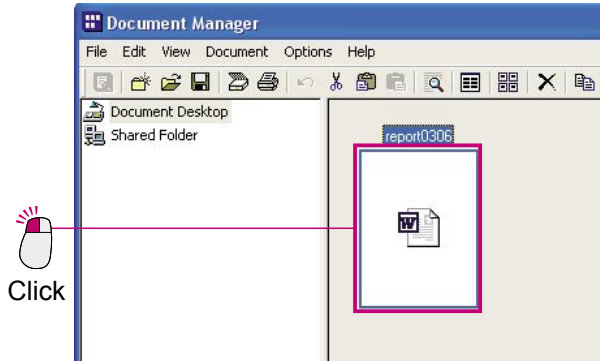 Document Manager
File Edit View Document Options Help
Document Desktop
Shared Folder
report0306
W
Click